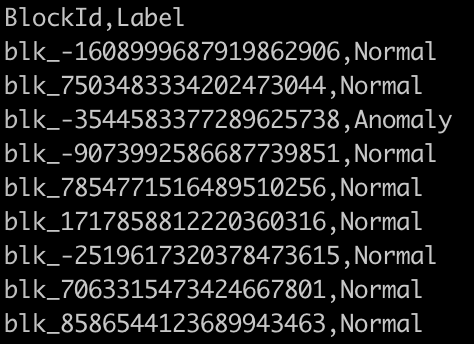 BlockId,Label
blk_-1608999687919862906,Normal
blk_7503483334202473044,Normal
blk_-3544583377289625738,Anomaly
blk_-9073992586687739851,Normal
blk_7854771516489510256,Normal
blk_1717858812220360316,Normal
blk_-2519617320378473615,Normal
blk_7063315473424667801,Normal
blk_8586544123689943463,Normal